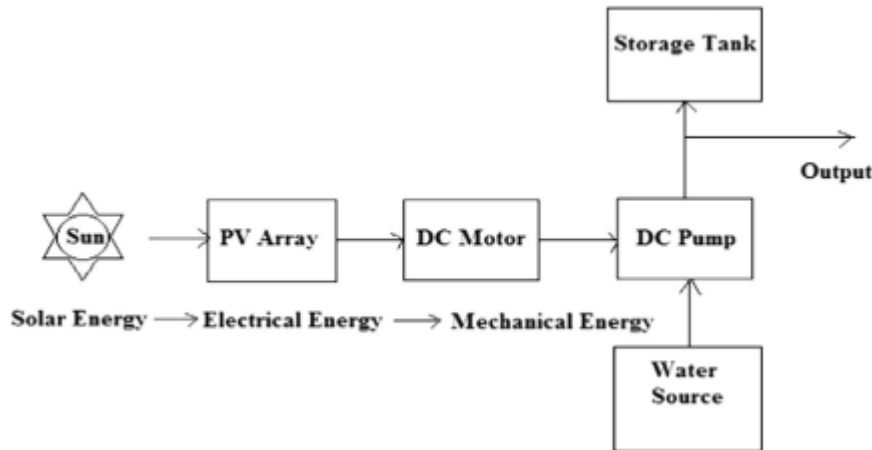 Storage Tank
Output
Sun
PV Array
DC Motor
DC Pump
Solar Energy
Electrical Energy
Mechanical Energy
Water
Source